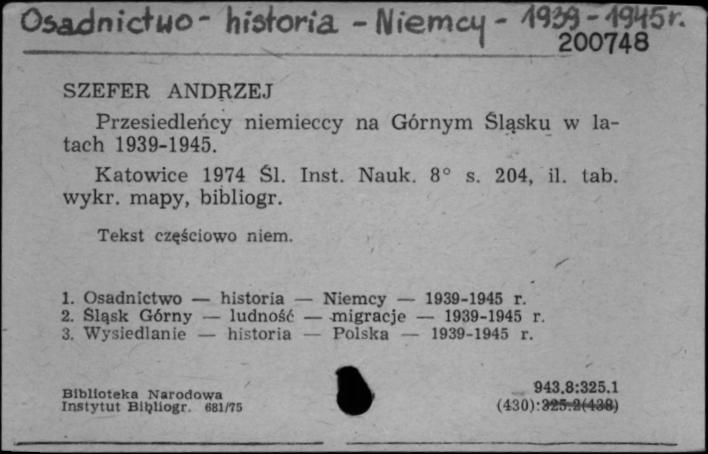 Osadnictwo - historia - Niemcy - 1939-1945 r.
200748
SZEFER ANDRZEJ
Przesiedleńcy niemieccy na Górnym Śląsku w la-
tach 1939-1945.
Katowice 1974 Śl. Inst. Nauk. 8° s. 204, il. tab.
wykr. mapy, bibliogr.
Tekst częściowo niem.
1. Osadnictwo — historia — Niemcy — 1939-1945 r.
2. Śląsk Górny — ludność — migracje — 1939-1945 r.
3. Wysiedlanie — historia — Polska — 1939-1945 r.
Biblioteka Narodowa
Instytut Bibliogr. 681/75
943.8:325.1
(430):325.2(438)